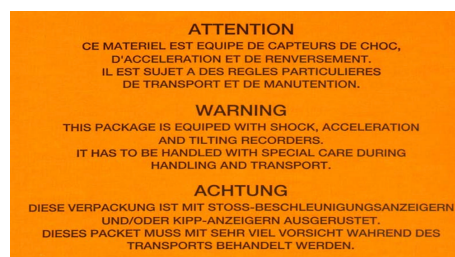 ATTENTION
CE MATERIEL EST EQUIPE DE CAPTEURS DE CHOC,
D'ACCELERATION ET DE RENVERSEMENT.
IL EST SUJET A DES REGLES PARTICULIERES
DE TRANSPORT ET DE MANUTENTION.
WARNING
THIS PACKAGE IS EQUIPED WITH SHOCK, ACCELERATION
AND TILTING RECORDERS.
IT HAS TO BE HANDLED WITH SPECIAL CARE DURING
HANDLING AND TRANSPORT.
ACHTUNG
DIESE VERPACKUNG IST MIT STOSS-BESCHLEUNIGUNGSANZEIGERN
UND/ODER KIPP-ANZEIGERN AUSGERUSTET.
DIESES PACKET MUSS MIT SEHR VIEL VORSICHT WAHREND DES
TRANSPORTS BEHANDELT WERDEN.